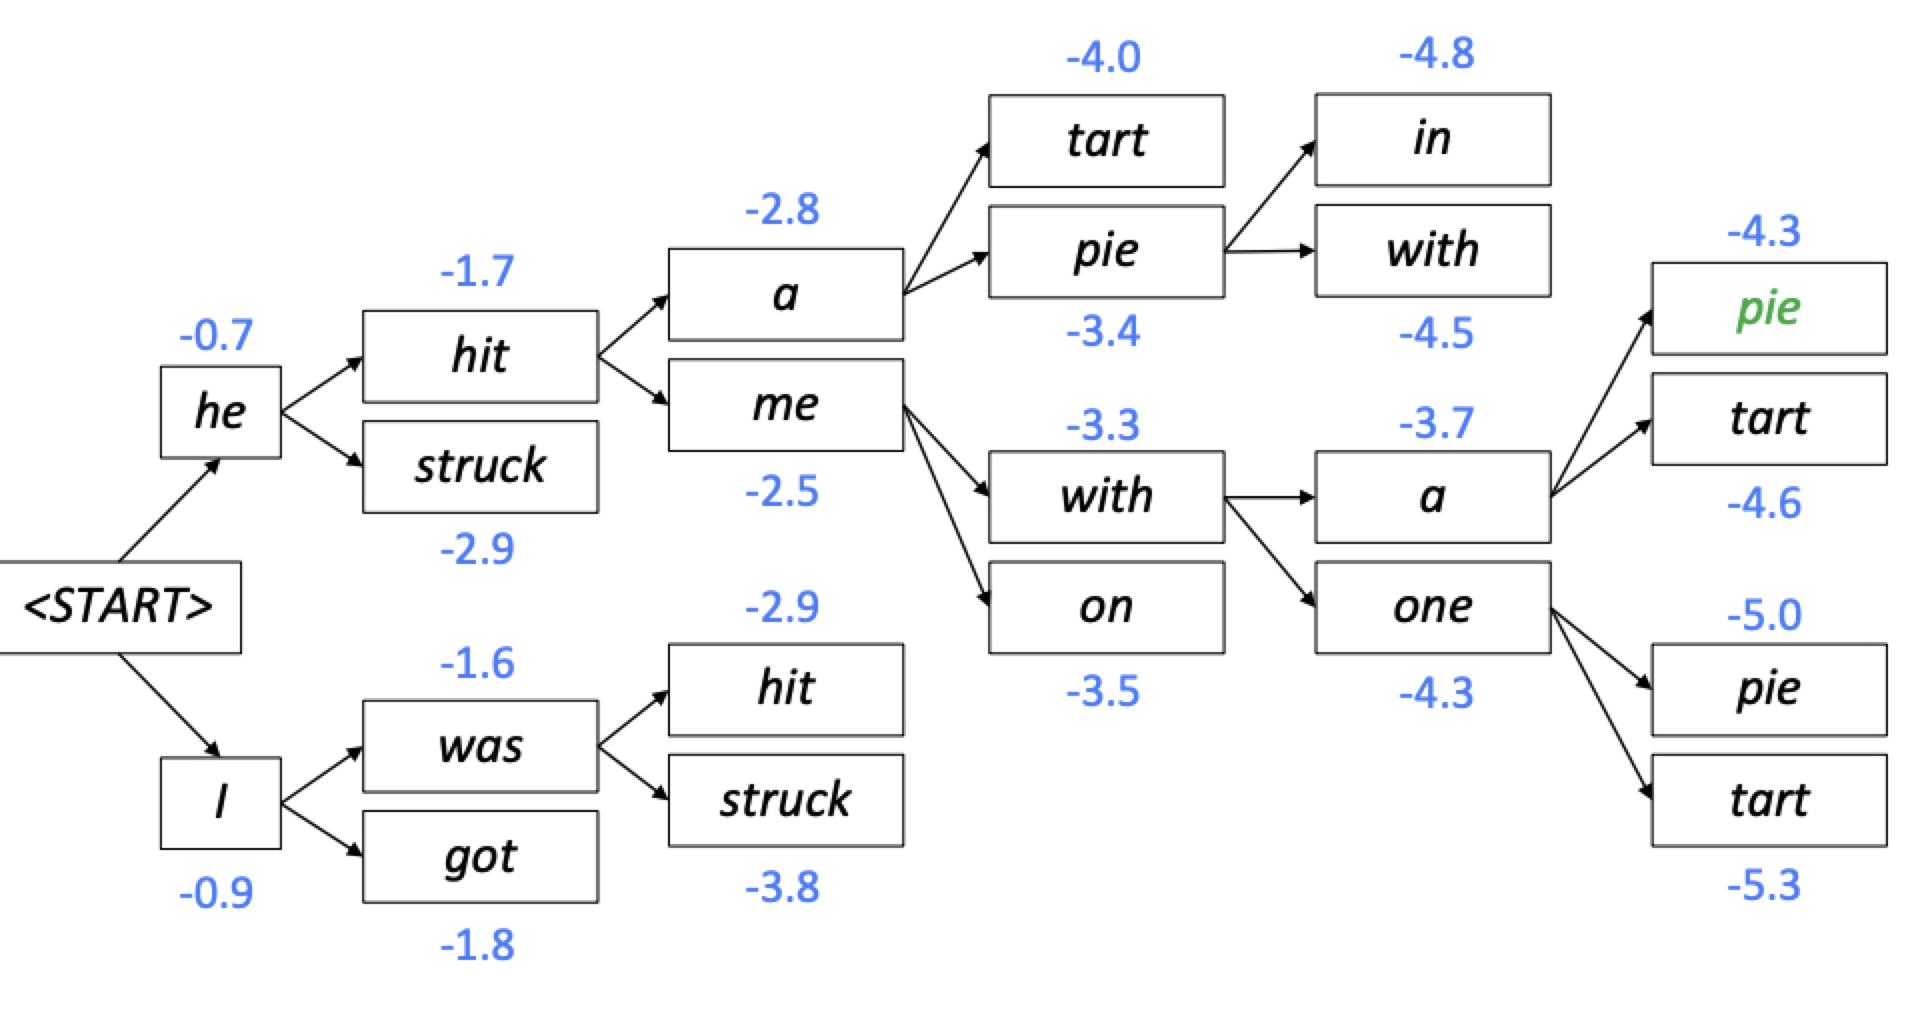 -4.0
-4.8
tart
in
-2.8
-4.3
-1.7
a
pie
with
pie
-0.7
hit
-3.4
-4.5
he
me
-3.3
-3.7
tart
struck
-2.5
with
a
-4.6
-2.9
<START>
-2.9
on
one
-5.0
-1.6
hit
-3.5
-4.3
pie
was
I
struck
tart
-0.9
got
-3.8
-5.3
-1.8